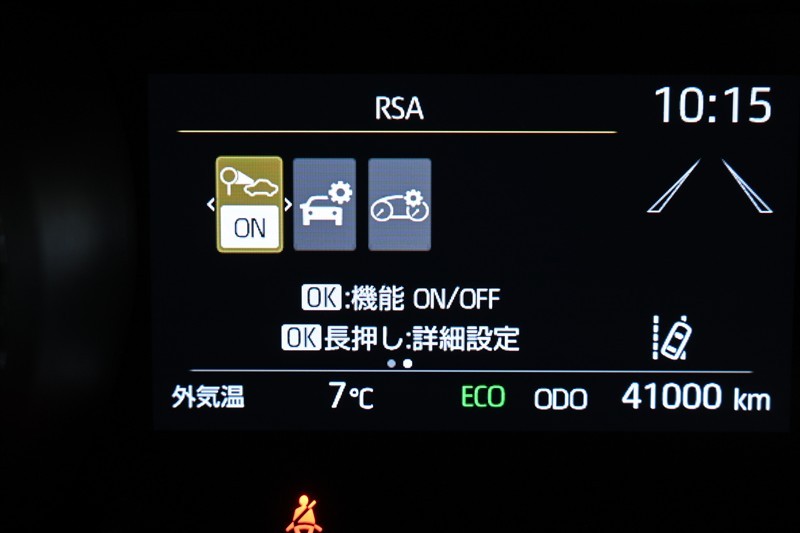 RSA 10:15
ON
OK:機能 ON/OFF
OK長押し:詳細設定
外気温 7℃ ECO ODO 41000 km